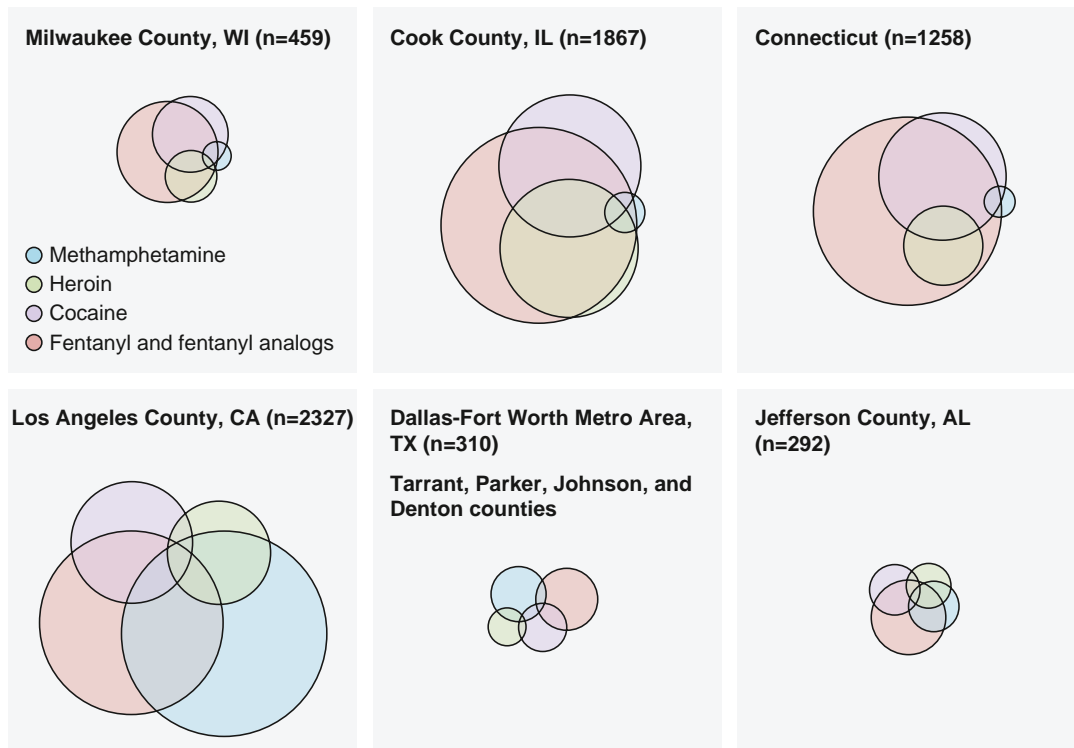 Milwaukee County, WI (n=459)
Methamphetamine
Heroin
Cocaine
Fentanyl and fentanyl analogs
Cook County, IL (n=1867)
Connecticut (n=1258)
Los Angeles County, CA (n=2327)
Dallas-Fort Worth Metro Area,
TX (n=310)
Tarrant, Parker, Johnson, and
Denton counties
Jefferson County, AL
(n=292)